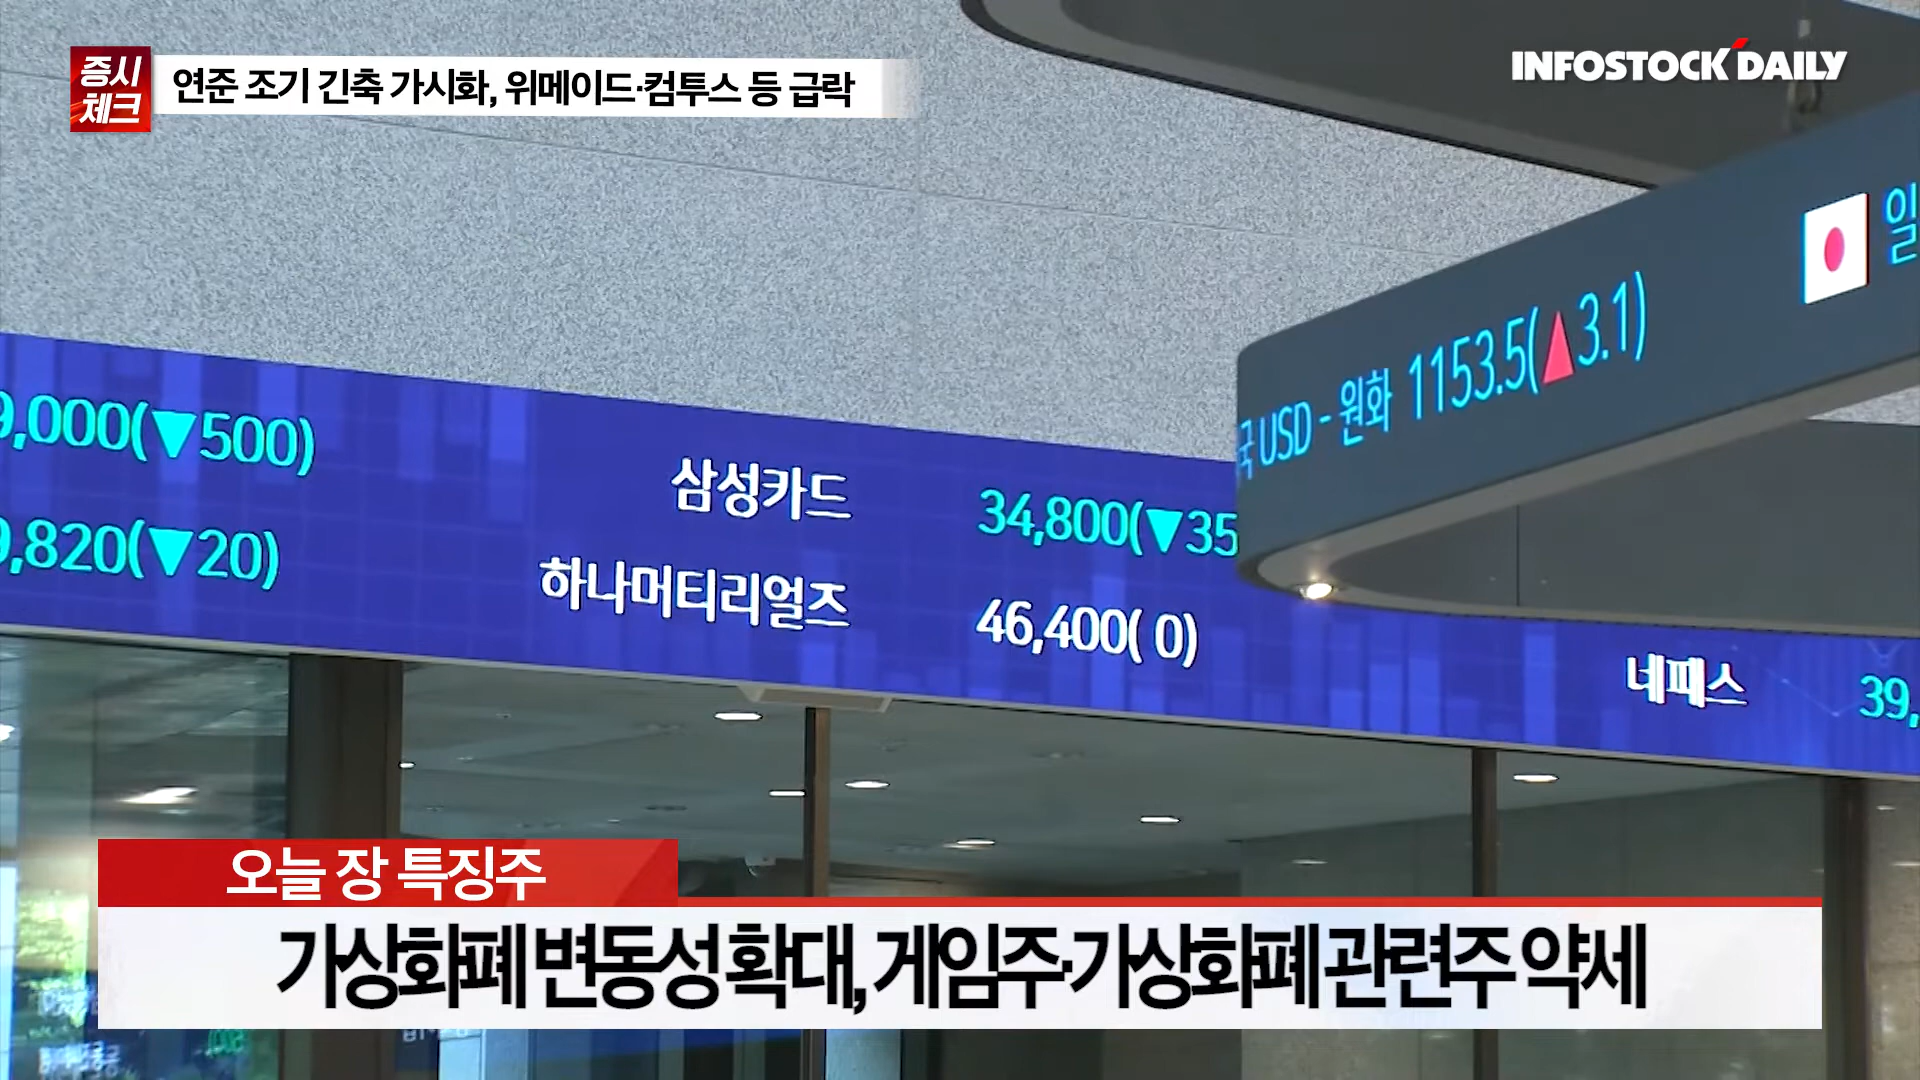 증시
체크
연준 조기 긴축 가시화, 위메이드·컴투스 등 급락
INFOSTOCK DAILY
일
국 USD - 원화 1153.5(▲3.1)
9,000(▼500)
삼성카드 34,800(▼35
9,820(▼20)
하나머티리얼즈 46,400( 0)
네패스 39,
오늘 장 특징주
가상화폐 변동성 확대, 게임주·가상화폐 관련주 약세